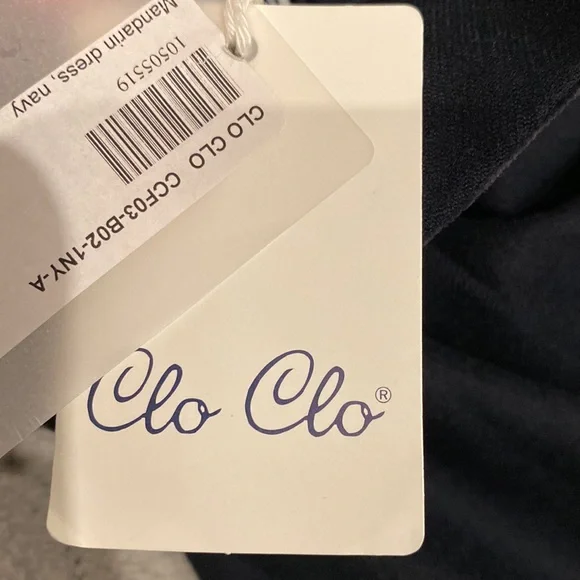 CLO CLO CCF03-B02-1NY-A
10505519
Mandarin dress, navy
Clo Clo®